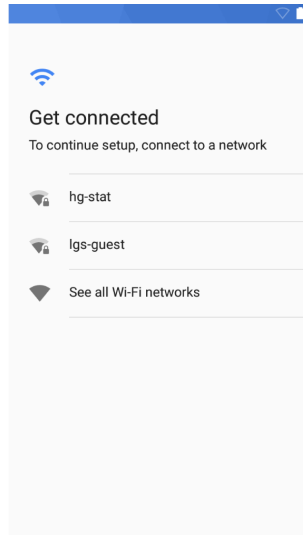 Get connected
To continue setup, connect to a network
hg-stat
lgs-guest
See all Wi-Fi networks